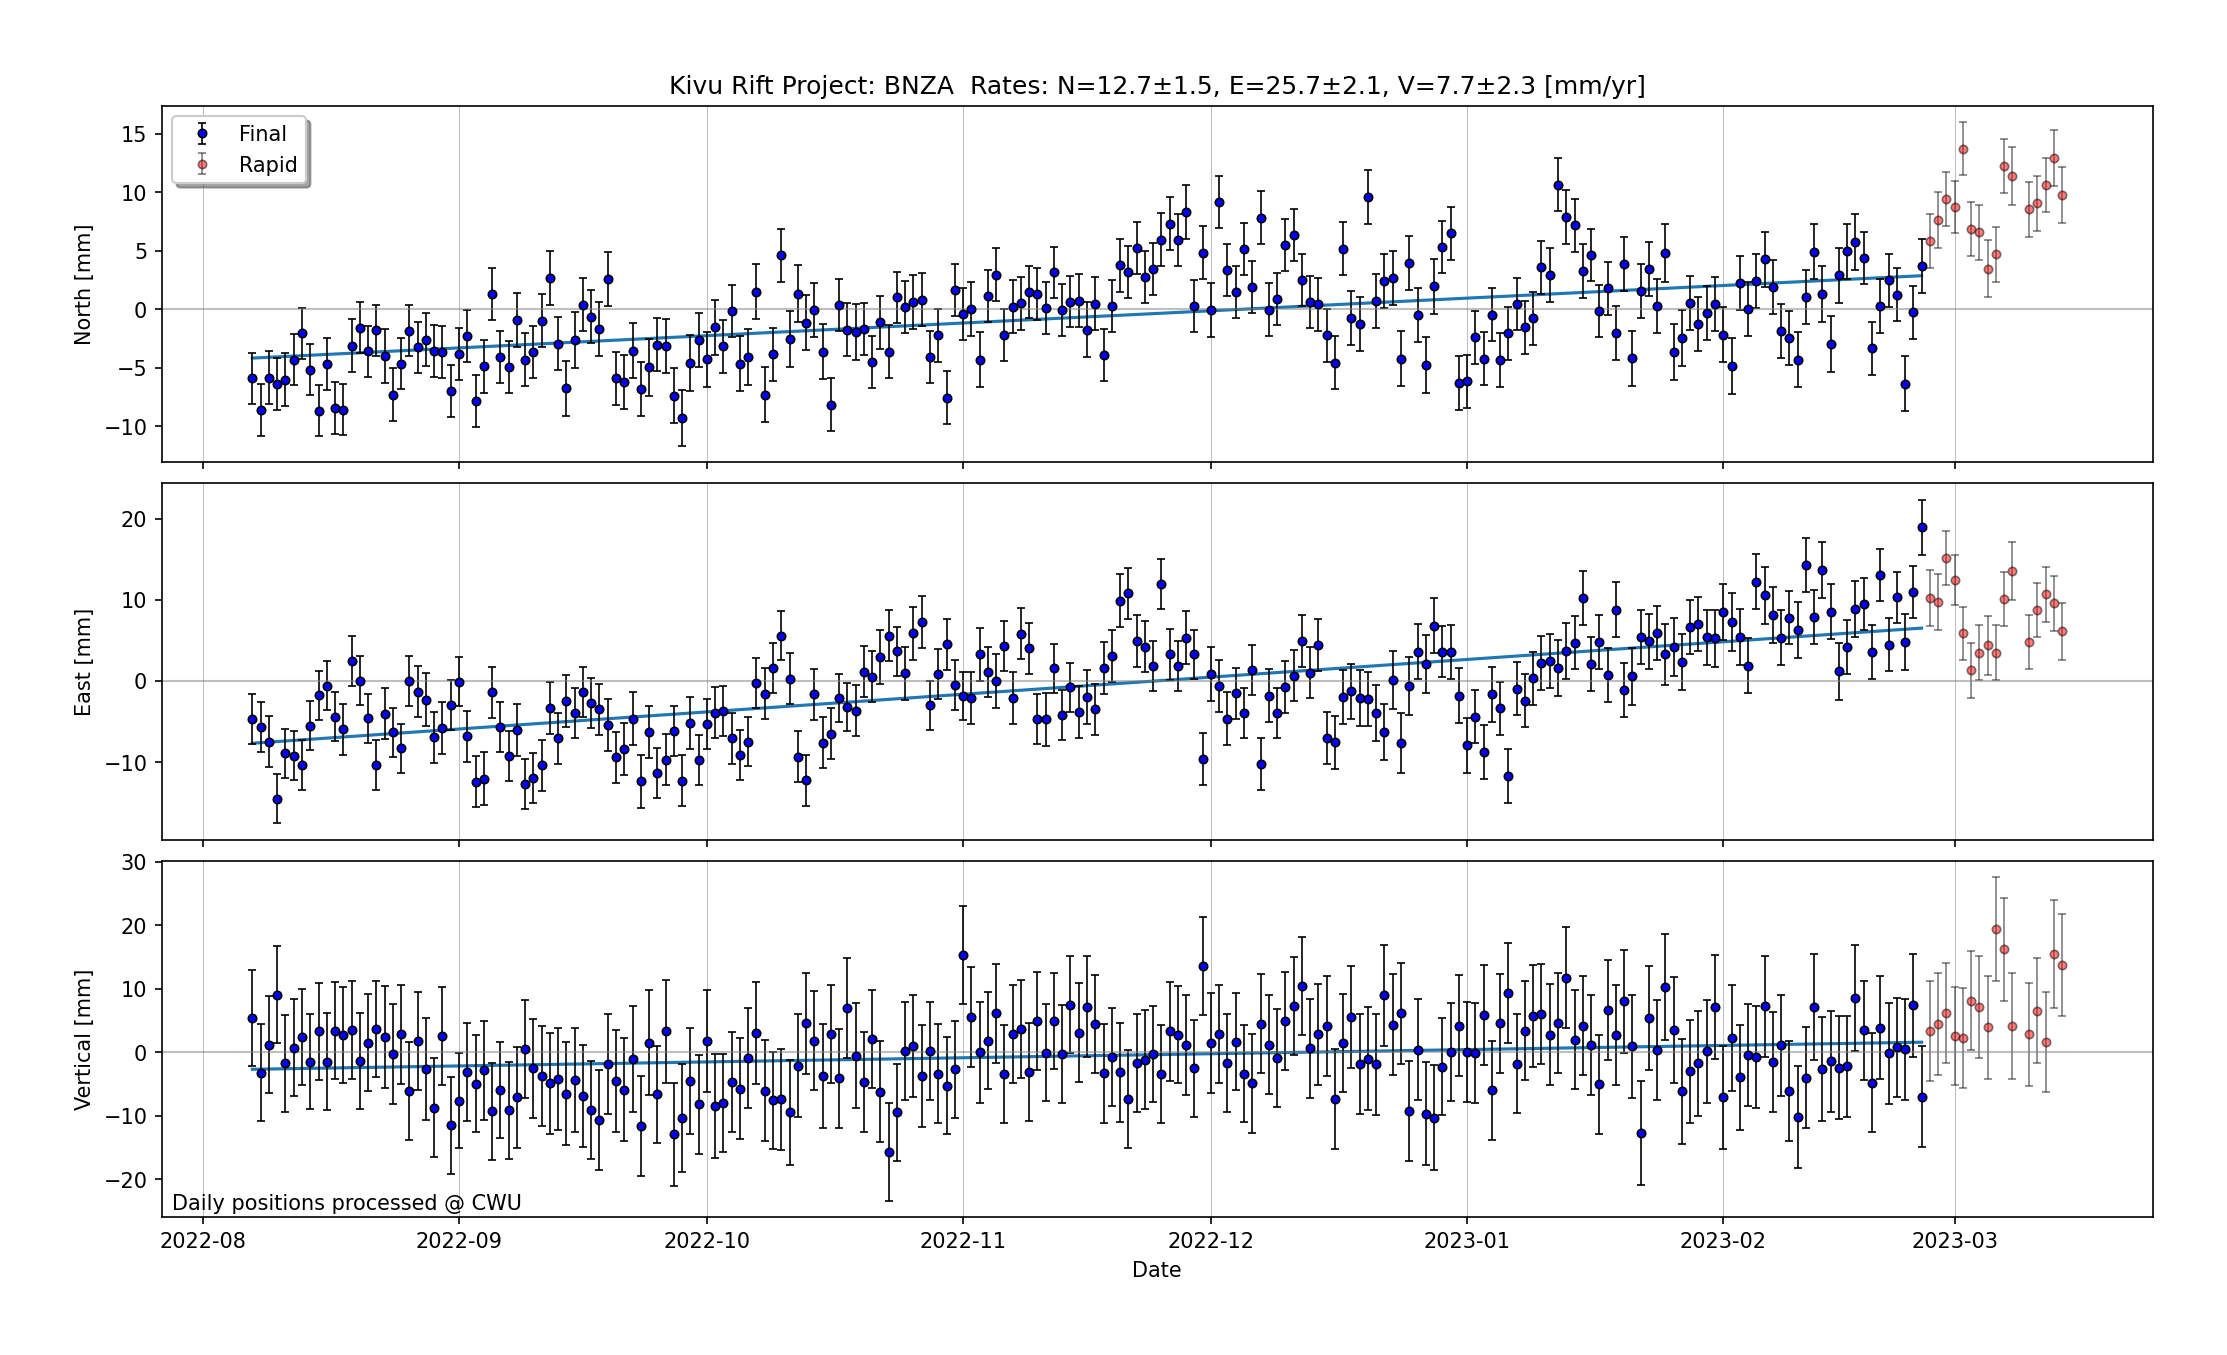 Kivu Rift Project: BNZA  Rates: N=12.7±1.5, E=25.7±2.1, V=7.7±2.3 [mm/yr]
Final
Rapid
North [mm]
15
10
5
0
−5
−10
East [mm]
20
10
0
−10
Vertical [mm]
30
20
10
0
−10
−20
Daily positions processed @ CWU
2022-08 2022-09 2022-10 2022-11 2022-12 2023-01 2023-02 2023-03
Date